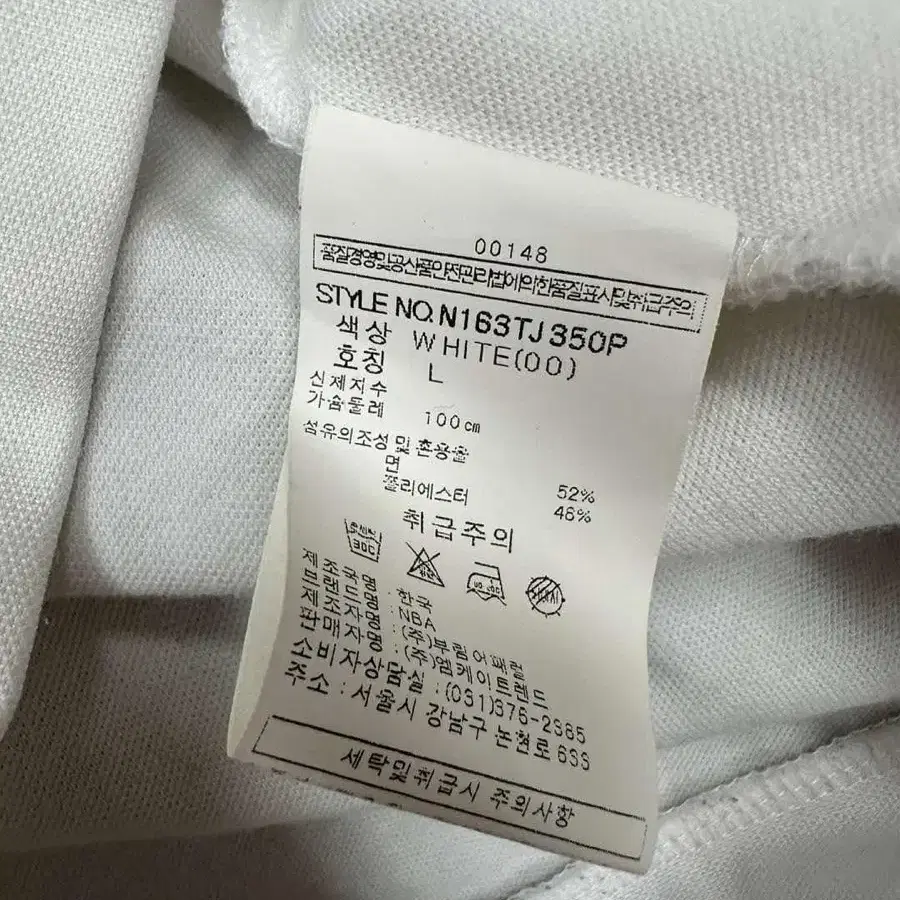 00148
품질경영및공산품안전관리법에의한품질표시및취급주의
STYLE NO.N163TJ350P
색상 WHITE(00)
호칭 L
신체치수
가슴둘레 100cm
섬유의조성 및 혼용율
면 52%
폴리에스터 48%
취급주의
제조국명 : 한국
브랜드명 : NBA
제조자명 : (주)부림어패럴
판매자명 : (주)엠케이트렌드
소비자상담실 : (031)376-2385
주소 : 서울시 강남구 논현로 633
세탁및취급시 주의사항